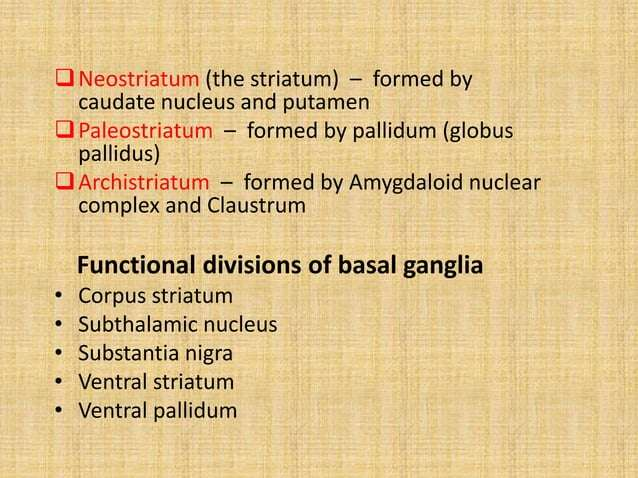 ❑Neostriatum (the striatum) – formed by
caudate nucleus and putamen
❑Paleostriatum – formed by pallidum (globus
pallidus)
❑Archistriatum – formed by Amygdaloid nuclear
complex and Claustrum
Functional divisions of basal ganglia
• Corpus striatum
• Subthalamic nucleus
• Substantia nigra
• Ventral striatum
• Ventral pallidum